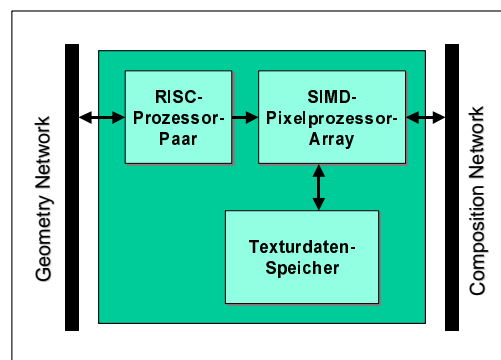 Geometry Network
RISC-
Prozessor-
Paar
SIMD-
Pixelprozessor-
Array
Texturdaten-
Speicher
Composition Network